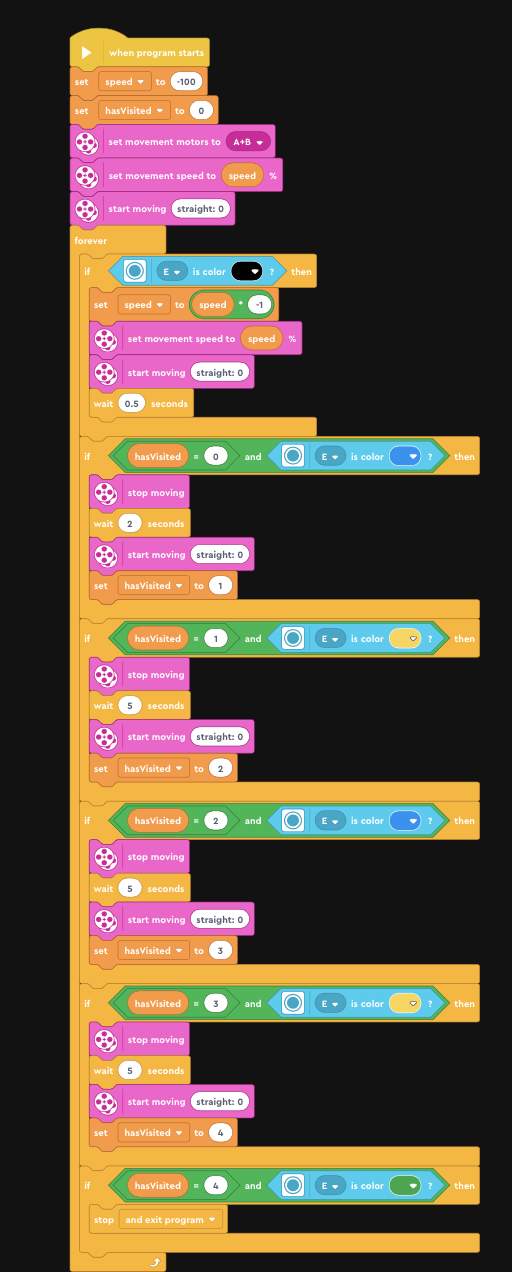 when program starts
set speed to -100
set hasVisited to 0
set movement motors to A+B
set movement speed to speed %
start moving straight: 0
forever
if E is color ? then
set speed to speed * -1
set movement speed to speed %
start moving straight: 0
wait 0.5 seconds
if hasVisited = 0 and E is color ? then
stop moving
wait 2 seconds
start moving straight: 0
set hasVisited to 1
if hasVisited = 1 and E is color ? then
stop moving
wait 5 seconds
start moving straight: 0
set hasVisited to 2
if hasVisited = 2 and E is color ? then
stop moving
wait 5 seconds
start moving straight: 0
set hasVisited to 3
if hasVisited = 3 and E is color ? then
stop moving
wait 5 seconds
start moving straight: 0
set hasVisited to 4
if hasVisited = 4 and E is color ? then
stop and exit program